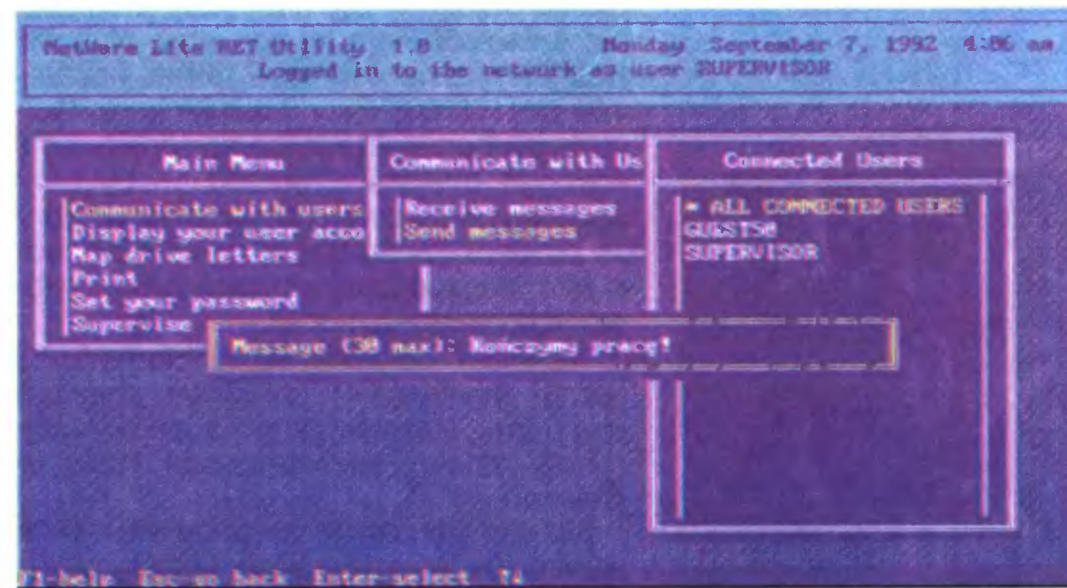 NetWare Lite NET Utility 1.0 Monday September 7, 1992 4:06 am
Logged in to the network as user SUPERVISOR
Main Menu
Communicate with users
Display your user acco
Map drive letters
Print
Set your password
Supervise
Communicate with Us
Receive messages
Send messages
Connected Users
* ALL CONNECTED USERS
GUEST50
SUPERVISOR
Message (30 max): Kończymy pracę!
F1-help Esc-go back Enter-select ↑↓